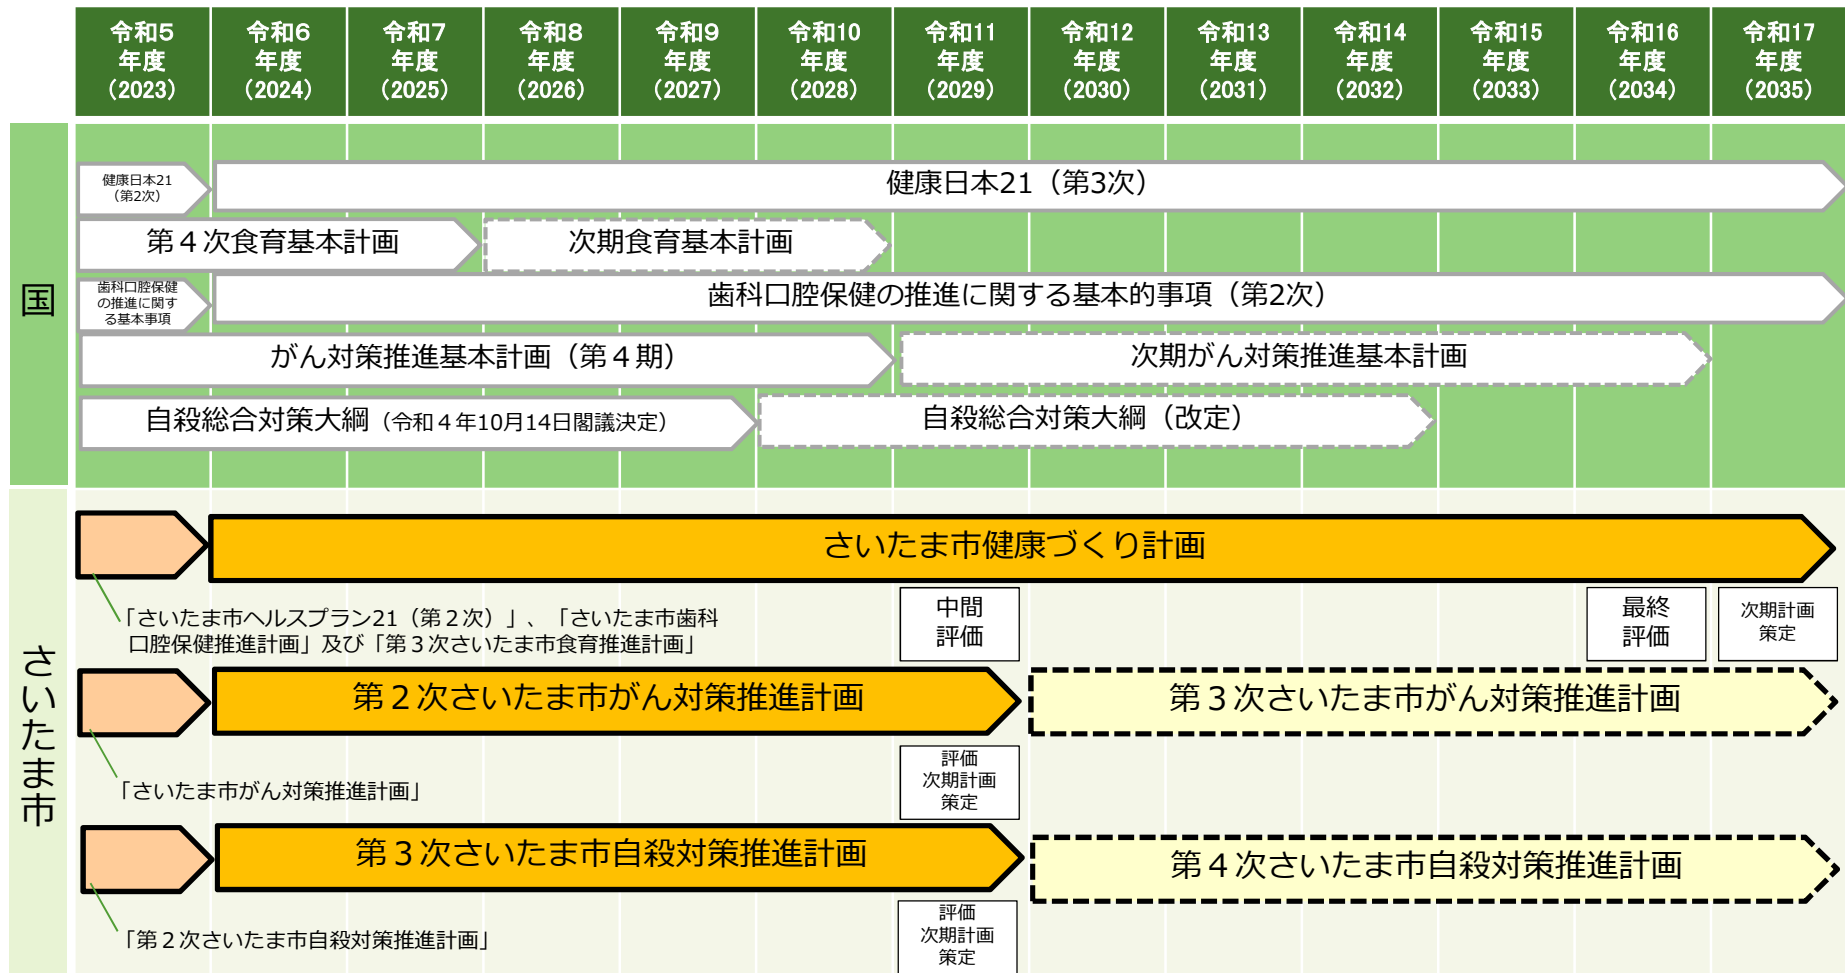 令和5
年度
（2023）
令和6
年度
（2024）
令和7
年度
（2025）
令和8
年度
（2026）
令和9
年度
（2027）
令和10
年度
（2028）
令和11
年度
（2029）
令和12
年度
（2030）
令和13
年度
（2031）
令和14
年度
（2032）
令和15
年度
（2033）
令和16
年度
（2034）
令和17
年度
（2035）
国
健康日本21
（第2次）
健康日本21（第3次）
第４次食育基本計画
次期食育基本計画
歯科口腔保健
の推進に関す
る基本事項
歯科口腔保健の推進に関する基本的事項（第2次）
がん対策推進基本計画（第４期）
次期がん対策推進基本計画
自殺総合対策大綱（令和４年10月14日閣議決定）
自殺総合対策大綱（改定）
さいたま市
さいたま市健康づくり計画
「さいたま市ヘルスプラン21（第２次）」、「さいたま市歯科
口腔保健推進計画」及び「第３次さいたま市食育推進計画」
中間
評価
最終
評価
次期計画
策定
第２次さいたま市がん対策推進計画
第３次さいたま市がん対策推進計画
「さいたま市がん対策推進計画」
評価
次期計画
策定
第３次さいたま市自殺対策推進計画
第４次さいたま市自殺対策推進計画
「第２次さいたま市自殺対策推進計画」
評価
次期計画
策定